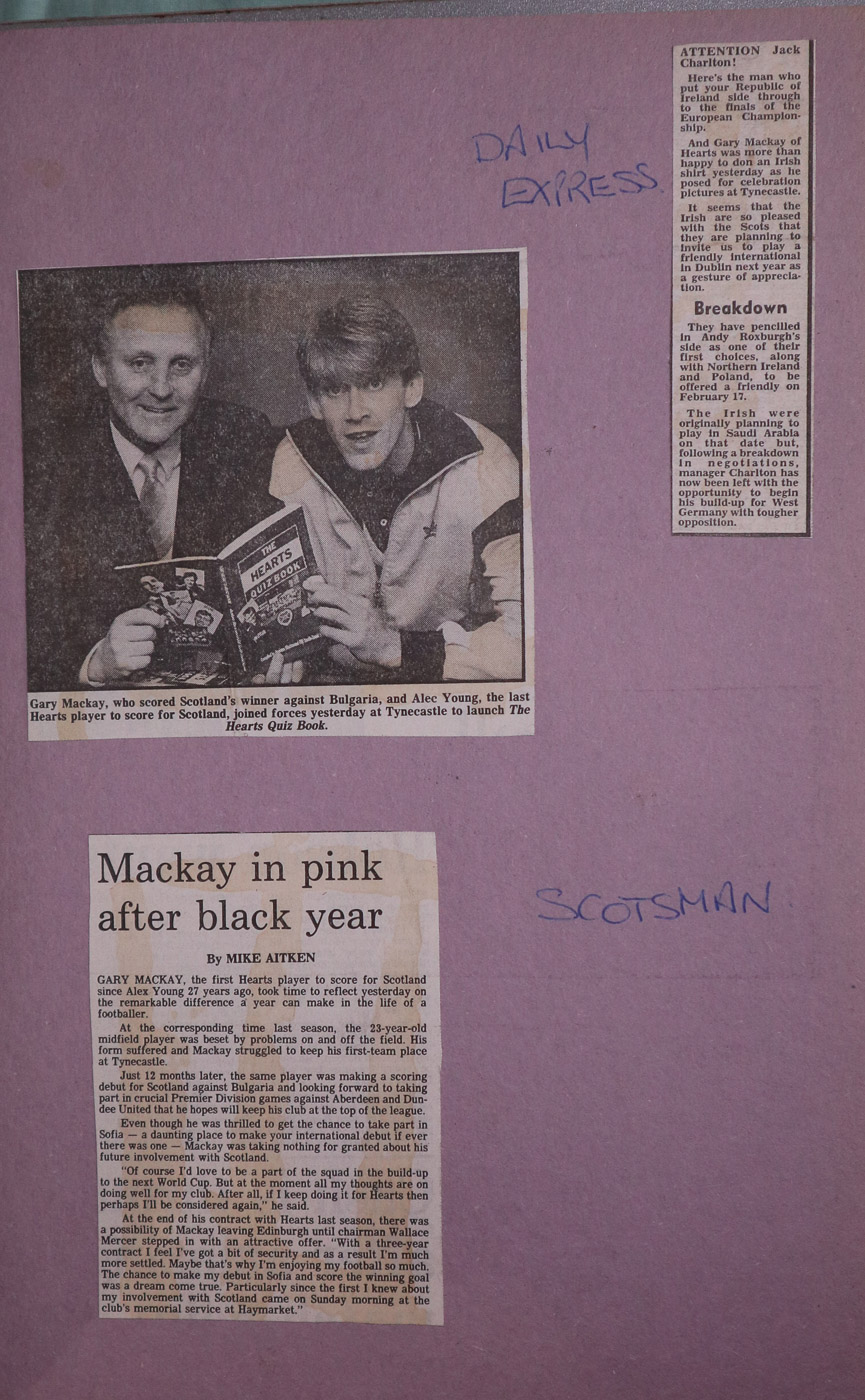 DAILY
EXPRESS
ATTENTION Jack
Charlton!
Here's the man who
put your Republic of
Ireland side through
to the finals of the
European Champion-
ship.
And Gary Mackay of
Hearts was more than
happy to don an Irish
shirt yesterday as he
posed for celebration
pictures at Tynecastle.
It seems that the
Irish are so pleased
with the Scots that
they are planning to
invite us to play a
friendly international
in Dublin next year as
a gesture of apprecia-
tion.
Breakdown
They have pencilled
in Andy Roxburgh's
side as one of their
first choices, along
with Northern Ireland
and Poland, to be
offered a friendly on
February 17.
The Irish were
originally planning to
play in Saudi Arabia
on that date but,
following a breakdown
in negotiations,
manager Charlton has
now been left with the
opportunity to begin
his build-up for West
Germany with tougher
opposition.
THE
HEARTS
QUIZ BOOK
Gary Mackay, who scored Scotland's winner against Bulgaria, and Alec Young, the last
Hearts player to score for Scotland, joined forces yesterday at Tynecastle to launch The
Hearts Quiz Book.
SCOTSMAN
Mackay in pink
after black year
By MIKE AITKEN
GARY MACKAY, the first Hearts player to score for Scotland
since Alex Young 27 years ago, took time to reflect yesterday on
the remarkable difference a year can make in the life of a
footballer.
At the corresponding time last season, the 23-year-old
midfield player was beset by problems on and off the field. His
form suffered and Mackay struggled to keep his first-team place
at Tynecastle.
Just 12 months later, the same player was making a scoring
debut for Scotland against Bulgaria and looking forward to taking
part in crucial Premier Division games against Aberdeen and Dun-
dee United that he hopes will keep his club at the top of the league.
Even though he was thrilled to get the chance to take part in
Sofia — a daunting place to make your international debut if ever
there was one — Mackay was taking nothing for granted about his
future involvement with Scotland.
"Of course I'd love to be a part of the squad in the build-up
to the next World Cup. But at the moment all my thoughts are on
doing well for my club. After all, if I keep doing it for Hearts then
perhaps I'll be considered again," he said.
At the end of his contract with Hearts last season, there was
a possibility of Mackay leaving Edinburgh until chairman Wallace
Mercer stepped in with an attractive offer. "With a three-year
contract I feel I've got a bit of security and as a result I'm much
more settled. Maybe that's why I'm enjoying my football so much.
The chance to make my debut in Sofia and score the winning goal
was a dream come true. Particularly since the first I knew about
my involvement with Scotland came on Sunday morning at the
club's memorial service at Haymarket."